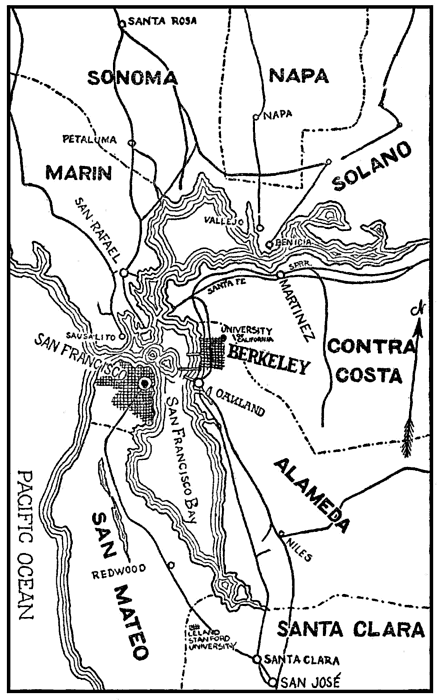 SANTA ROSA
SONOMA
NAPA
NAPA
PETALUMA
MARIN
SOLANO
SAN RAFAEL
VALLEJO
BENICIA
S.P.R.R.
SANTA FE
MARTINEZ
N
SAUSALITO
UNIVERSITY
OF
CALIFORNIA
SAN FRANCISCO
BERKELEY
CONTRA
COSTA
OAKLAND
SAN FRANCISCO BAY
PACIFIC OCEAN
ALAMEDA
SAN
MATEO
NILES
REDWOOD
LELAND
STANFORD
UNIVERSITY
SANTA CLARA
SANTA CLARA
SAN JOSÉ